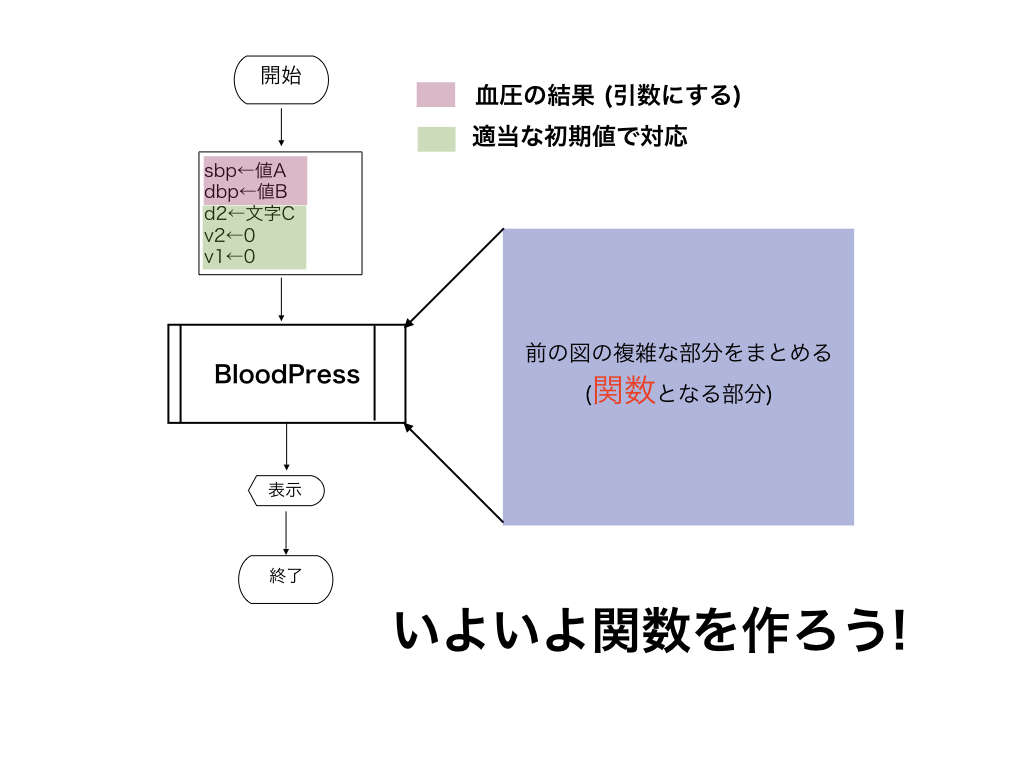 開始
血圧の結果 (引数にする)
適当な初期値で対応
sbp←値A
dbp←値B
d2←文字C
v2←0
v1←0
前の図の複雑な部分をまとめる
(関数となる部分)
BloodPress
表示
終了
いよいよ関数を作ろう!